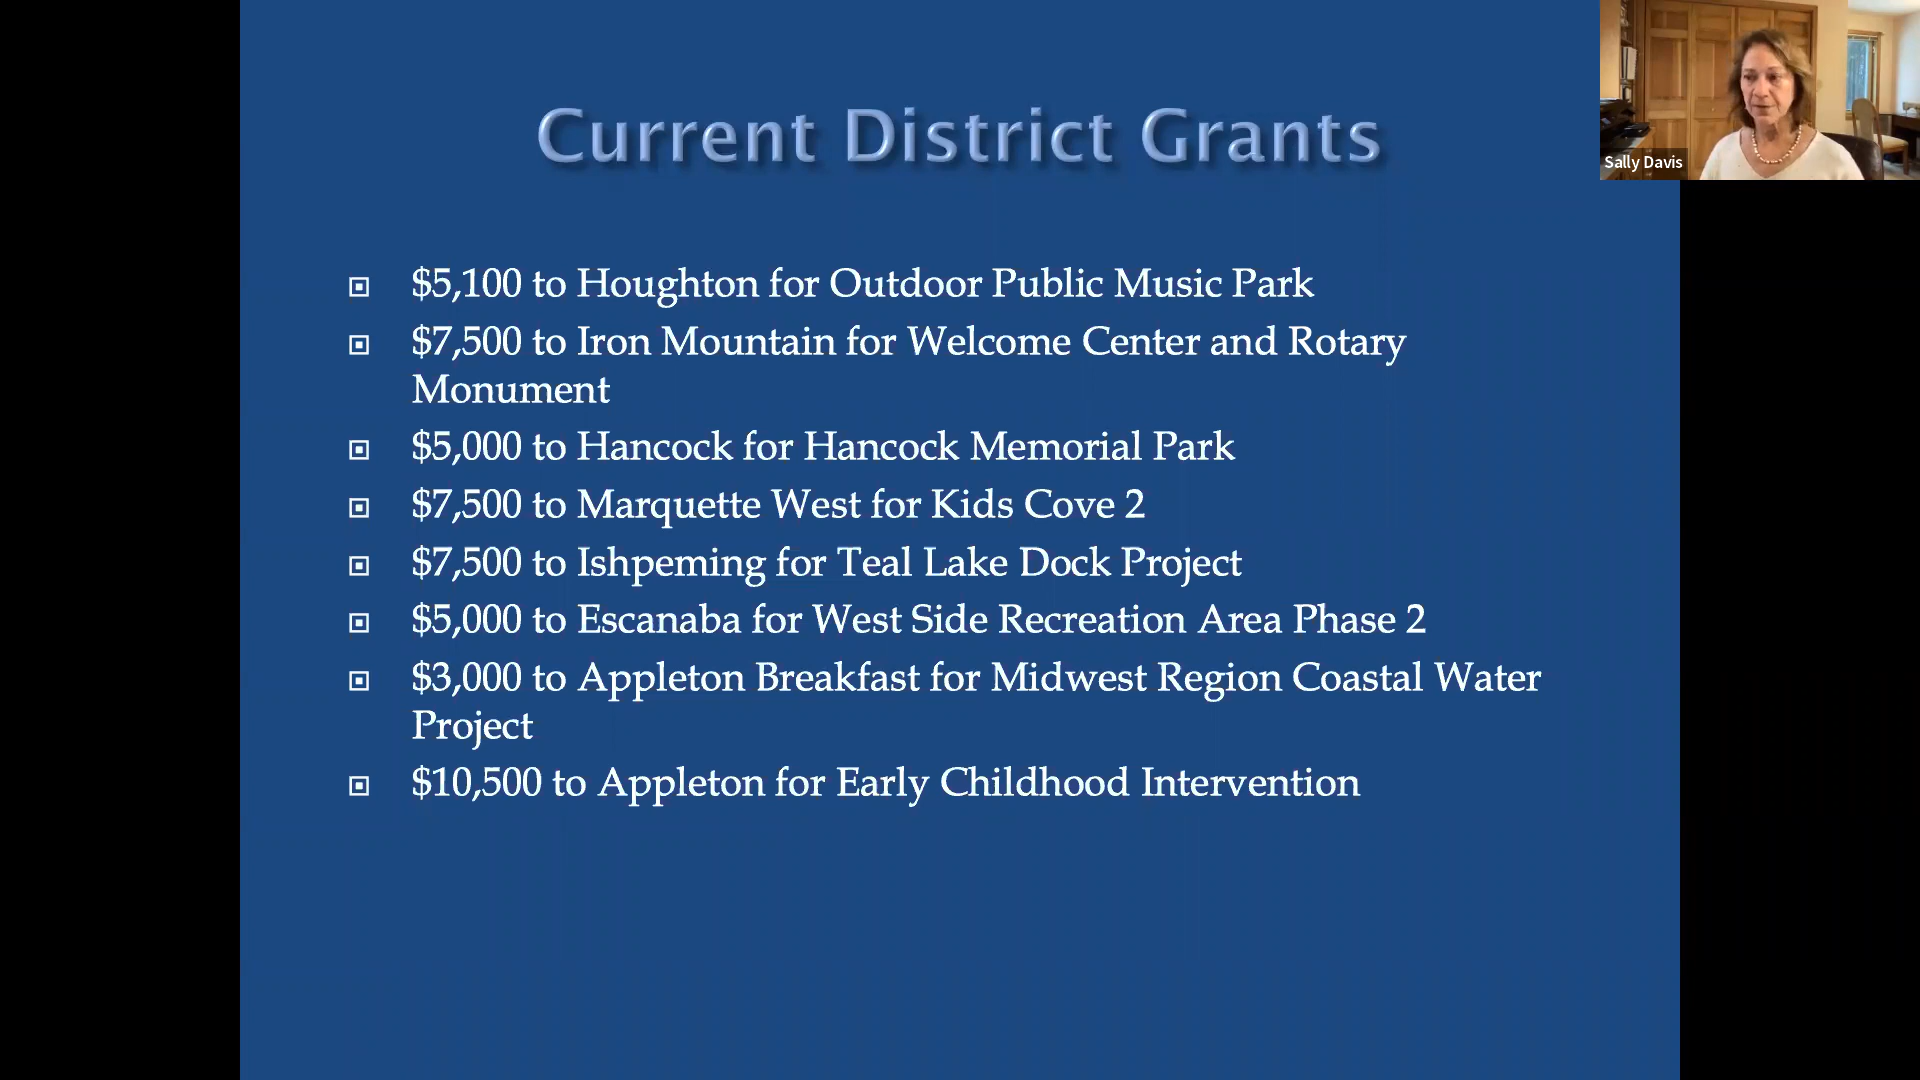 Current District Grants
Sally Davis
$5,100 to Houghton for Outdoor Public Music Park
$7,500 to Iron Mountain for Welcome Center and Rotary
Monument
$5,000 to Hancock for Hancock Memorial Park
$7,500 to Marquette West for Kids Cove 2
$7,500 to Ishpeming for Teal Lake Dock Project
$5,000 to Escanaba for West Side Recreation Area Phase 2
$3,000 to Appleton Breakfast for Midwest Region Coastal Water
Project
$10,500 to Appleton for Early Childhood Intervention